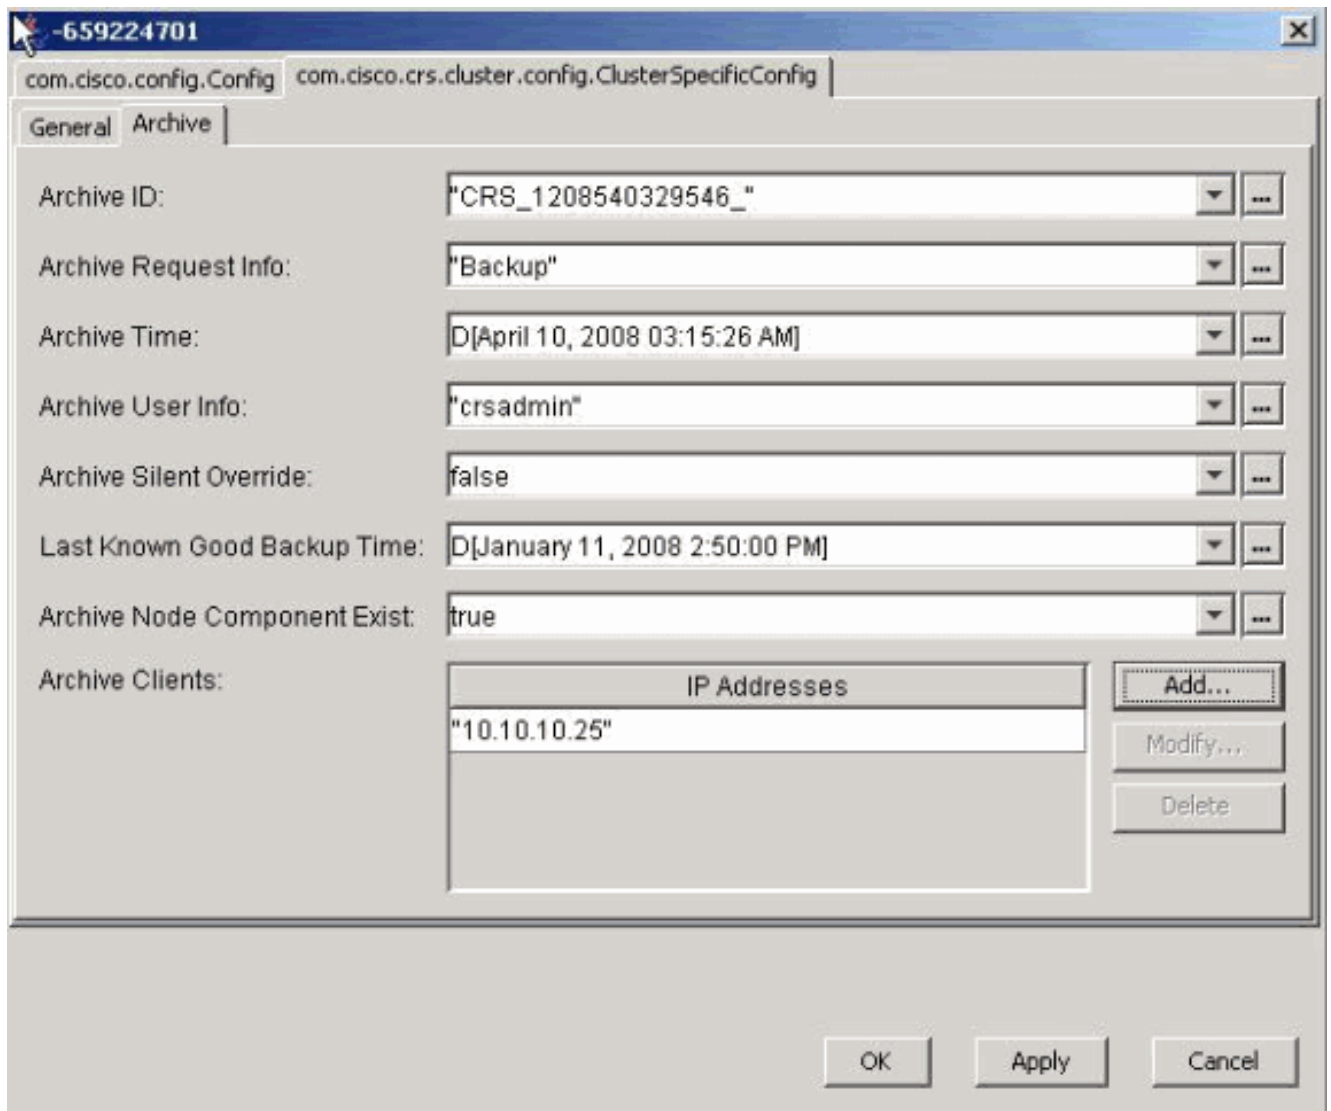 -659224701
com.cisco.config.Config com.cisco.crs.cluster.config.ClusterSpecificConfig
General Archive
Archive ID: "CRS_1208540329546_" ...
Archive Request Info: "Backup" ...
Archive Time: D[April 10, 2008 03:15:26 AM] ...
Archive User Info: "crsadmin" ...
Archive Silent Override: false ...
Last Known Good Backup Time: D[January 11, 2008 2:50:00 PM] ...
Archive Node Component Exist: true ...
Archive Clients: IP Addresses Add...
"10.10.10.25" Modify...
Delete
OK Apply Cancel